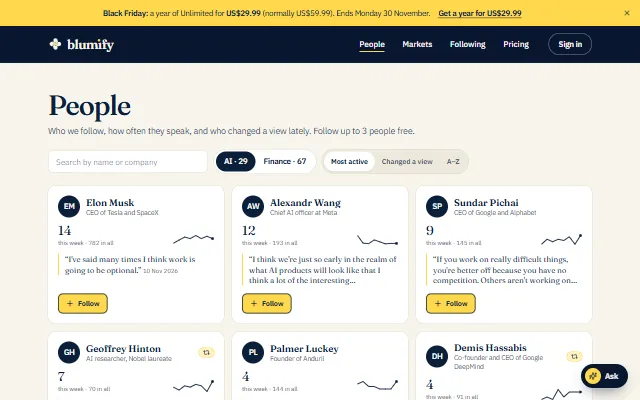 Black Friday: a year of Unlimited for US$29.99 (normally US$59.99). Ends Monday 30 November. Get a year for US$29.99 ×
blumify People Markets Following Pricing Sign in
People
Who we follow, how often they speak, and who changed a view lately. Follow up to 3 people free.
Search by name or company AI · 29 Finance · 67 Most active Changed a view A–Z
EM Elon Musk
CEO of Tesla and SpaceX
14
this week · 782 in all
“I’ve said many times I think work is
going to be optional.” 10 Nov 2026
+ Follow
AW Alexandr Wang
Chief AI officer at Meta
12
this week · 193 in all
“I think we’re just so early in the realm of
what AI products will look like that I
think a lot of the interesting…
+ Follow
SP Sundar Pichai
CEO of Google and Alphabet
9
this week · 145 in all
“If you work on really difficult things,
you’re better off because you have no
competition. Others aren’t working on…
+ Follow
GH Geoffrey Hinton
AI researcher, Nobel laureate
7
this week · 70 in all
PL Palmer Luckey
Founder of Anduril
4
this week · 144 in all
DH Demis Hassabis
Co-founder and CEO of Google
DeepMind
4
this week · 91 in all
Ask